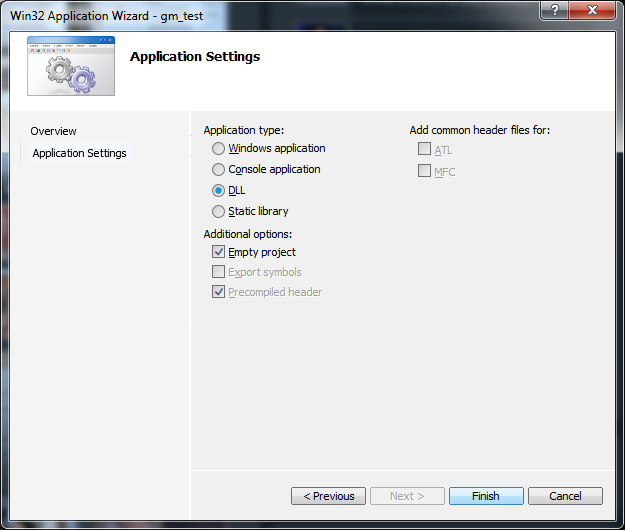 Win32 Application Wizard - gm_test
Application Settings
Overview
Application Settings
Application type:
Windows application
Console application
DLL
Static library
Additional options:
Empty project
Export symbols
Precompiled header
Add common header files for:
ATL
MFC
< Previous
Next >
Finish
Cancel